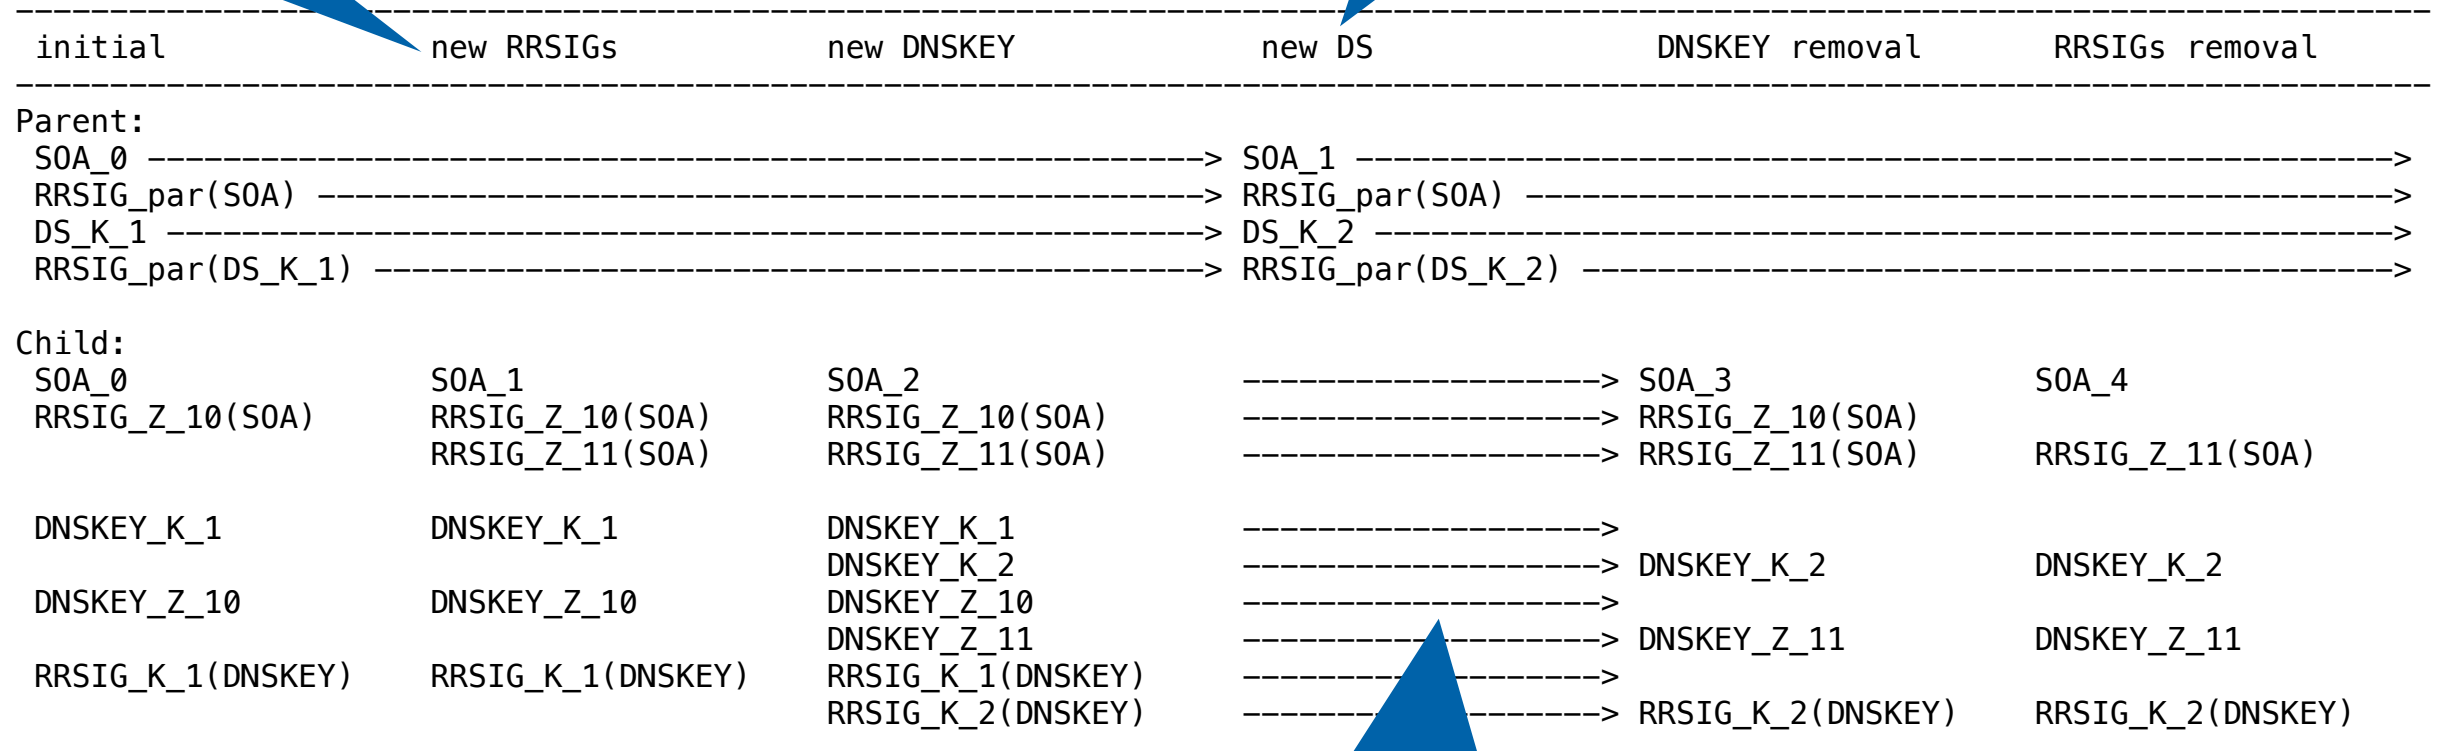 ----------------------------------------------------------------
initial new RRSIGs new DNSKEY new DS DNSKEY removal RRSIGs removal
----------------------------------------------------------------
Parent:
SOA_0 -----------------------------> SOA_1 ----------------------------->
RRSIG_par(SOA) -----------------------------> RRSIG_par(SOA) ----------------------------->
DS_K_1 -----------------------------> DS_K_2 ----------------------------->
RRSIG_par(DS_K_1) -----------------------------> RRSIG_par(DS_K_2) ----------------------------->
Child:
SOA_0 SOA_1 SOA_2 -------------------> SOA_3 SOA_4
RRSIG_Z_10(SOA) RRSIG_Z_10(SOA) RRSIG_Z_10(SOA) -------------------> RRSIG_Z_10(SOA)
RRSIG_Z_11(SOA) RRSIG_Z_11(SOA) -------------------> RRSIG_Z_11(SOA) RRSIG_Z_11(SOA)
DNSKEY_K_1 DNSKEY_K_1 DNSKEY_K_1 ------------------->
DNSKEY_K_2 -------------------> DNSKEY_K_2 DNSKEY_K_2
DNSKEY_Z_10 DNSKEY_Z_10 DNSKEY_Z_10 ------------------->
DNSKEY_Z_11 -------------------> DNSKEY_Z_11 DNSKEY_Z_11
RRSIG_K_1(DNSKEY) RRSIG_K_1(DNSKEY) RRSIG_K_1(DNSKEY) ------------------->
RRSIG_K_2(DNSKEY) -------------------> RRSIG_K_2(DNSKEY) RRSIG_K_2(DNSKEY)